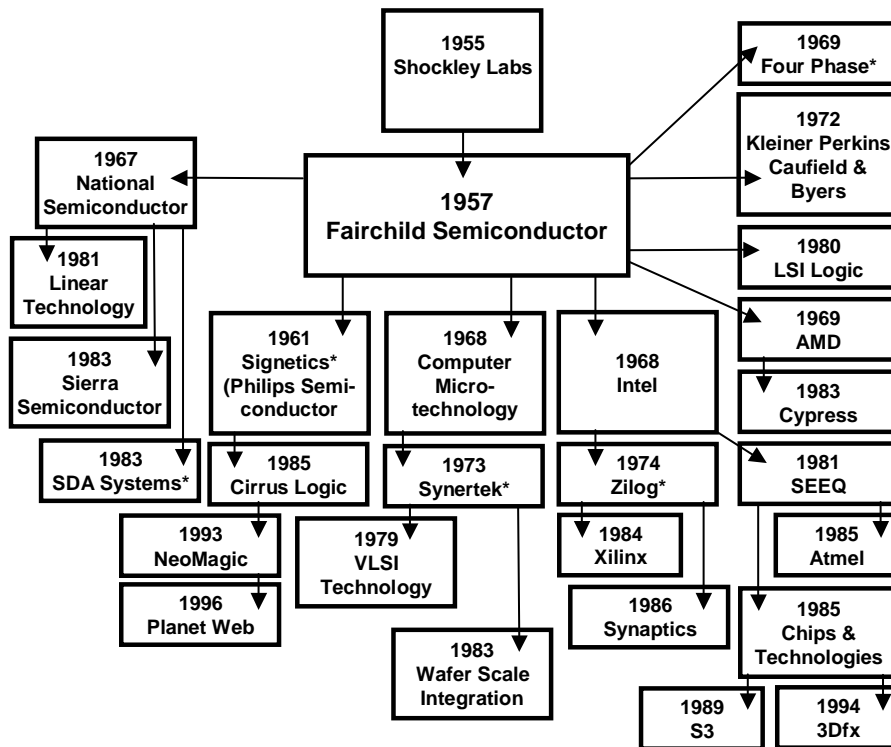 1955
Shockley Labs
1969
Four Phase*
1972
Kleiner Perkins
Caufield &
Byers
1967
National
Semiconductor
1957
Fairchild Semiconductor
1980
LSI Logic
1981
Linear
Technology
1969
AMD
1961
Signetics*
(Philips Semi-
conductor
1968
Computer
Micro-
technology
1968
Intel
1983
Sierra
Semiconductor
1983
Cypress
1983
SDA Systems*
1985
Cirrus Logic
1973
Synertek*
1974
Zilog*
1981
SEEQ
1993
NeoMagic
1979
VLSI
Technology
1984
Xilinx
1985
Atmel
1996
Planet Web
1986
Synaptics
1985
Chips &
Technologies
1983
Wafer Scale
Integration
1989
S3
1994
3Dfx